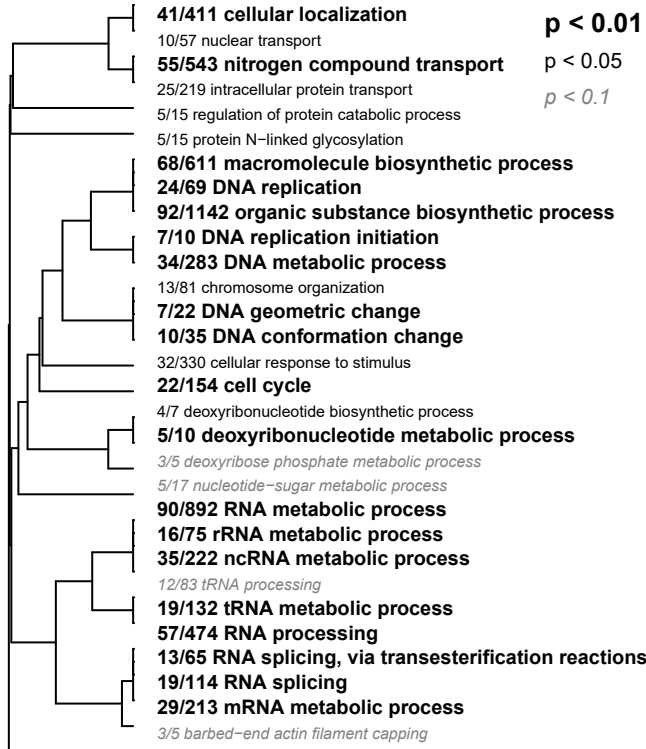 41/411 cellular localization
p < 0.01
10/57 nuclear transport
55/543 nitrogen compound transport
p < 0.05
25/219 intracellular protein transport
p < 0.1
5/15 regulation of protein catabolic process
5/15 protein N−linked glycosylation
68/611 macromolecule biosynthetic process
24/69 DNA replication
92/1142 organic substance biosynthetic process
7/10 DNA replication initiation
34/283 DNA metabolic process
13/81 chromosome organization
7/22 DNA geometric change
10/35 DNA conformation change
32/330 cellular response to stimulus
22/154 cell cycle
4/7 deoxyribonucleotide biosynthetic process
5/10 deoxyribonucleotide metabolic process
3/5 deoxyribose phosphate metabolic process
5/17 nucleotide−sugar metabolic process
90/892 RNA metabolic process
16/75 rRNA metabolic process
35/222 ncRNA metabolic process
12/83 tRNA processing
19/132 tRNA metabolic process
57/474 RNA processing
13/65 RNA splicing, via transesterification reactions
19/114 RNA splicing
29/213 mRNA metabolic process
3/5 barbed−end actin filament capping